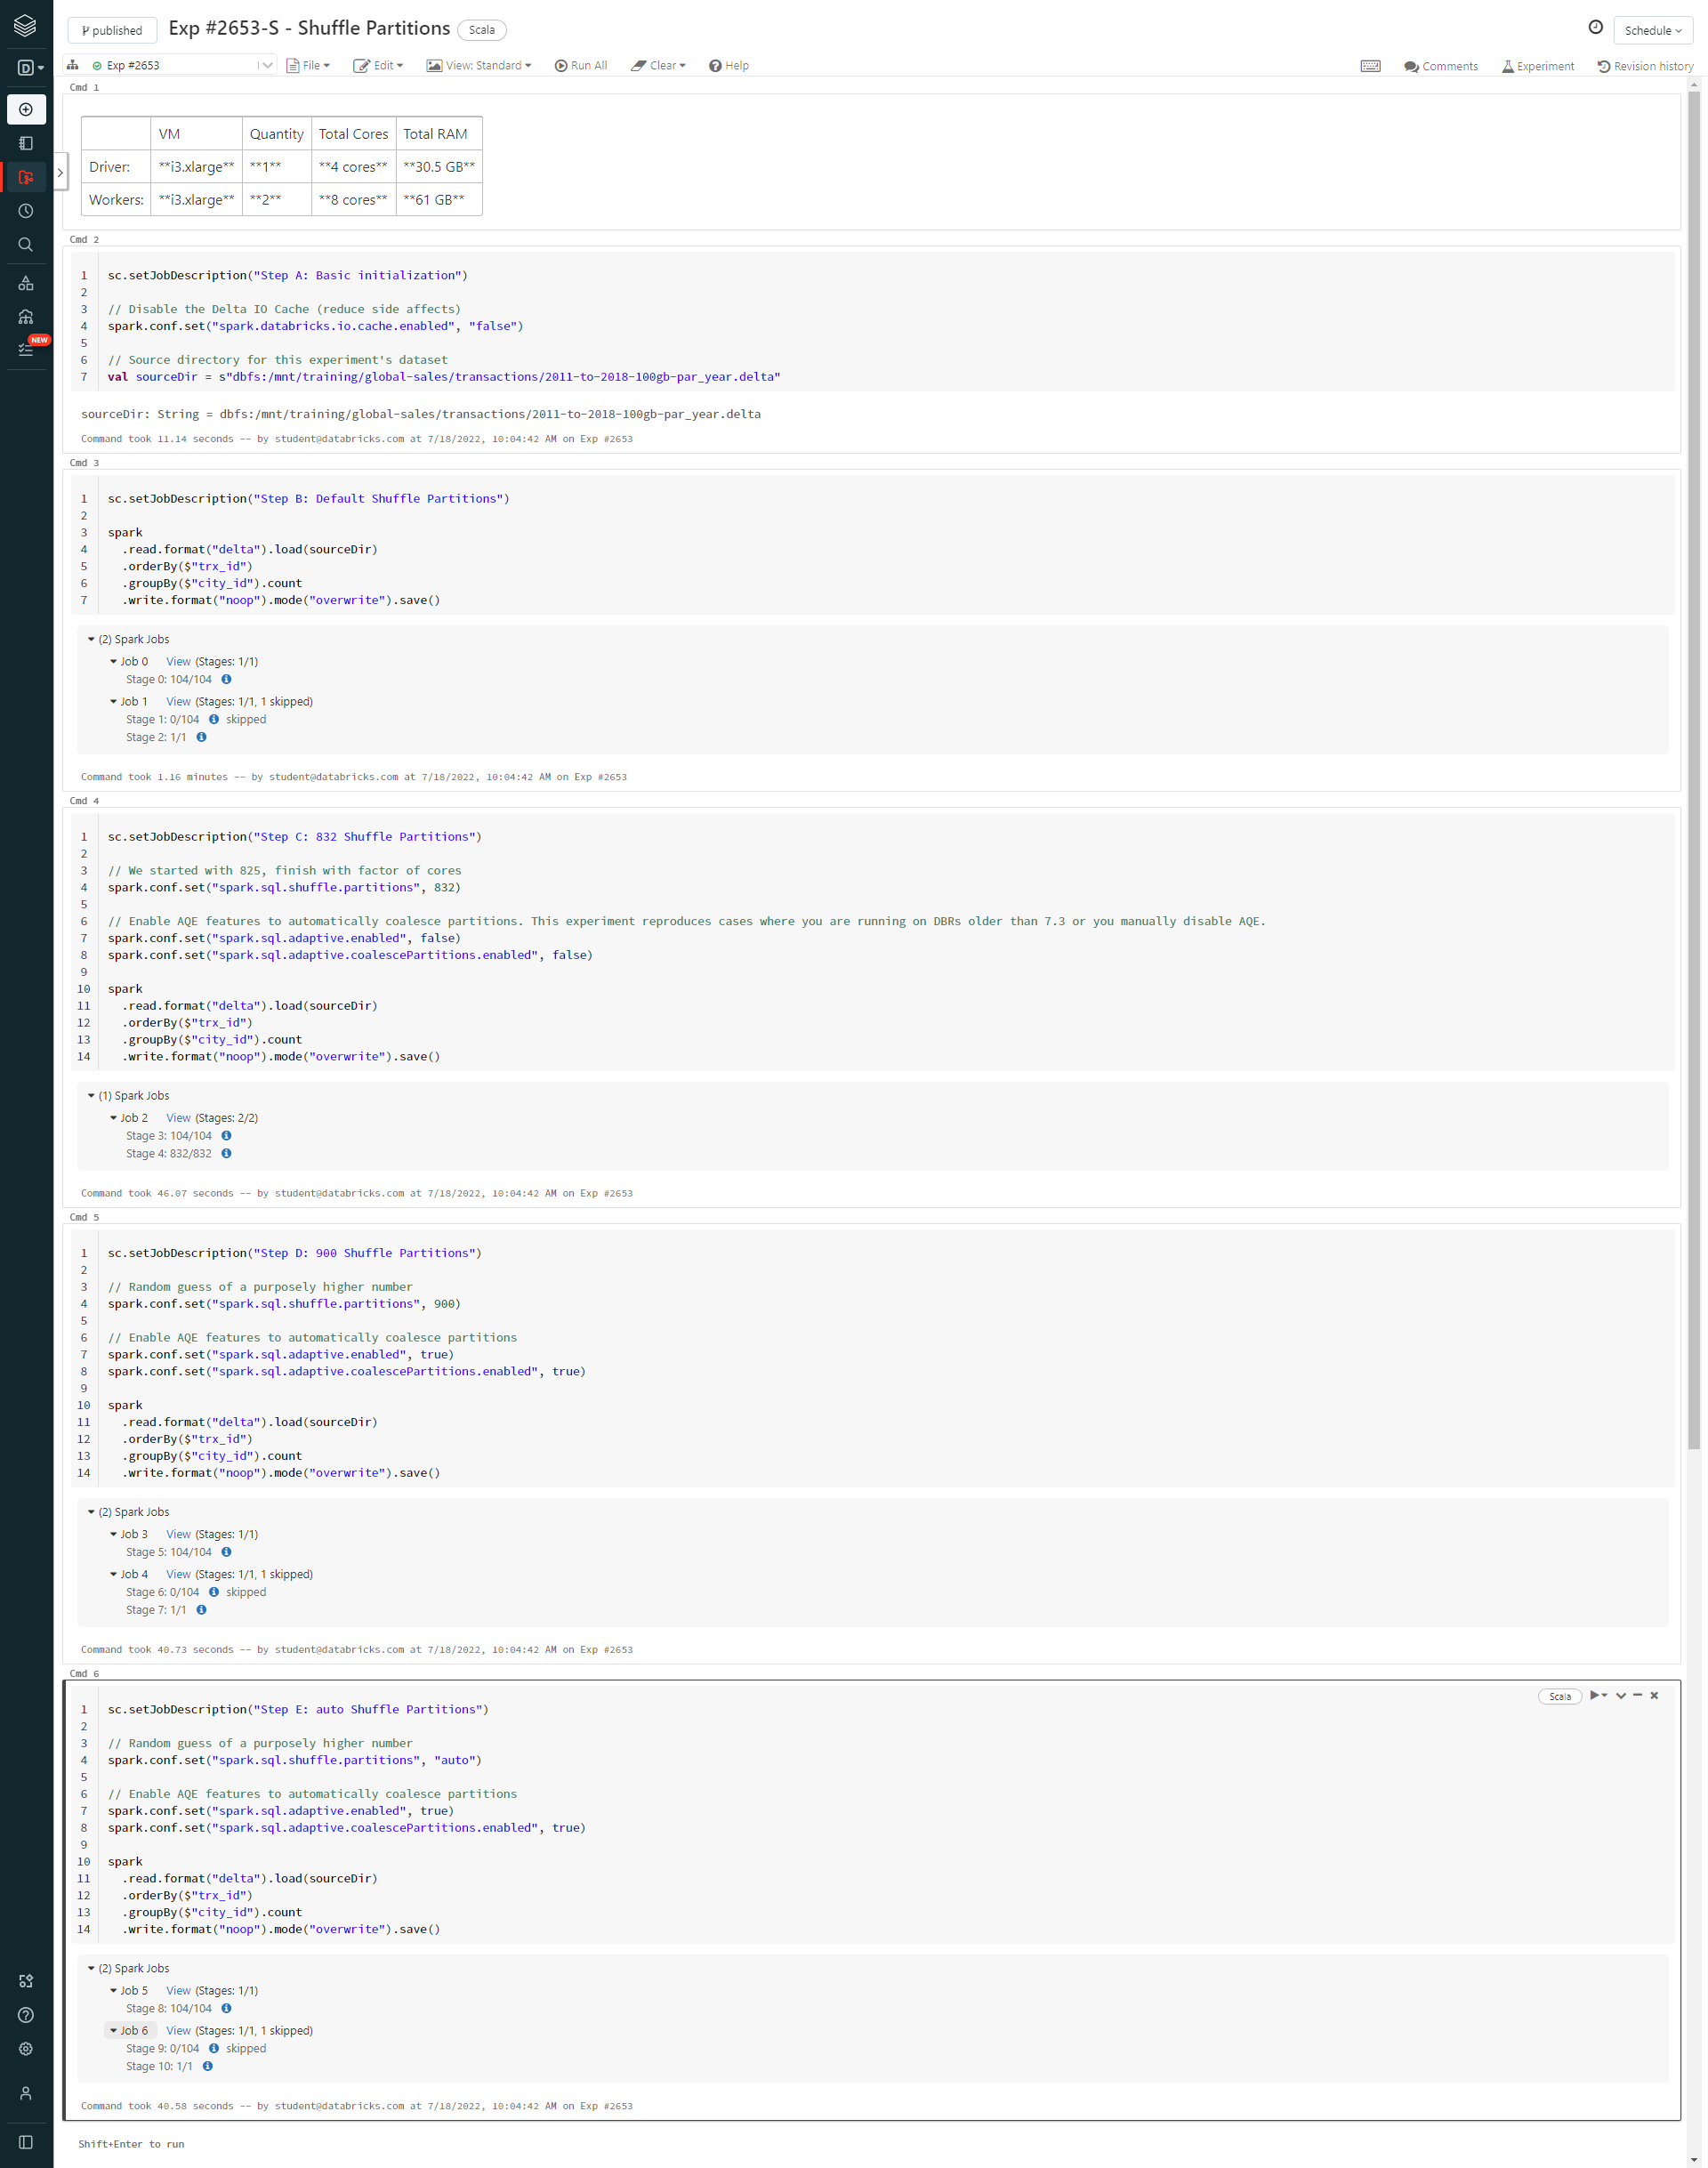 published
Exp #2653-S - Shuffle Partitions
Scala
Schedule
D
Exp #2653
File
Edit
View: Standard
Run All
Clear
Help
Comments
Experiment
Revision history
NEW
Cmd 1
VM Quantity Total Cores Total RAM
Driver: **i3.xlarge** **1** **4 cores** **30.5 GB**
Workers: **i3.xlarge** **2** **8 cores** **61 GB**
Cmd 2
1 sc.setJobDescription("Step A: Basic initialization")
2
3 // Disable the Delta IO Cache (reduce side affects)
4 spark.conf.set("spark.databricks.io.cache.enabled", "false")
5
6 // Source directory for this experiment's dataset
7 val sourceDir = s"dbfs:/mnt/training/global-sales/transactions/2011-to-2018-100gb-par_year.delta"
sourceDir: String = dbfs:/mnt/training/global-sales/transactions/2011-to-2018-100gb-par_year.delta
Command took 11.14 seconds -- by student@databricks.com at 7/18/2022, 10:04:42 AM on Exp #2653
Cmd 3
1 sc.setJobDescription("Step B: Default Shuffle Partitions")
2
3 spark
4 .read.format("delta").load(sourceDir)
5 .orderBy($"trx_id")
6 .groupBy($"city_id").count
7 .write.format("noop").mode("overwrite").save()
(2) Spark Jobs
Job 0 View (Stages: 1/1)
Stage 0: 104/104
Job 1 View (Stages: 1/1, 1 skipped)
Stage 1: 0/104 skipped
Stage 2: 1/1
Command took 1.16 minutes -- by student@databricks.com at 7/18/2022, 10:04:42 AM on Exp #2653
Cmd 4
1 sc.setJobDescription("Step C: 832 Shuffle Partitions")
2
3 // We started with 825, finish with factor of cores
4 spark.conf.set("spark.sql.shuffle.partitions", 832)
5
6 // Enable AQE features to automatically coalesce partitions. This experiment reproduces cases where you are running on DBRs older than 7.3 or you manually disable AQE.
7 spark.conf.set("spark.sql.adaptive.enabled", false)
8 spark.conf.set("spark.sql.adaptive.coalescePartitions.enabled", false)
9
10 spark
11 .read.format("delta").load(sourceDir)
12 .orderBy($"trx_id")
13 .groupBy($"city_id").count
14 .write.format("noop").mode("overwrite").save()
(1) Spark Jobs
Job 2 View (Stages: 2/2)
Stage 3: 104/104
Stage 4: 832/832
Command took 46.07 seconds -- by student@databricks.com at 7/18/2022, 10:04:42 AM on Exp #2653
Cmd 5
1 sc.setJobDescription("Step D: 900 Shuffle Partitions")
2
3 // Random guess of a purposely higher number
4 spark.conf.set("spark.sql.shuffle.partitions", 900)
5
6 // Enable AQE features to automatically coalesce partitions
7 spark.conf.set("spark.sql.adaptive.enabled", true)
8 spark.conf.set("spark.sql.adaptive.coalescePartitions.enabled", true)
9
10 spark
11 .read.format("delta").load(sourceDir)
12 .orderBy($"trx_id")
13 .groupBy($"city_id").count
14 .write.format("noop").mode("overwrite").save()
(2) Spark Jobs
Job 3 View (Stages: 1/1)
Stage 5: 104/104
Job 4 View (Stages: 1/1, 1 skipped)
Stage 6: 0/104 skipped
Stage 7: 1/1
Command took 40.73 seconds -- by student@databricks.com at 7/18/2022, 10:04:42 AM on Exp #2653
Cmd 6
Scala
1 sc.setJobDescription("Step E: auto Shuffle Partitions")
2
3 // Random guess of a purposely higher number
4 spark.conf.set("spark.sql.shuffle.partitions", "auto")
5
6 // Enable AQE features to automatically coalesce partitions
7 spark.conf.set("spark.sql.adaptive.enabled", true)
8 spark.conf.set("spark.sql.adaptive.coalescePartitions.enabled", true)
9
10 spark
11 .read.format("delta").load(sourceDir)
12 .orderBy($"trx_id")
13 .groupBy($"city_id").count
14 .write.format("noop").mode("overwrite").save()
(2) Spark Jobs
Job 5 View (Stages: 1/1)
Stage 8: 104/104
Job 6 View (Stages: 1/1, 1 skipped)
Stage 9: 0/104 skipped
Stage 10: 1/1
Command took 40.58 seconds -- by student@databricks.com at 7/18/2022, 10:04:42 AM on Exp #2653
Shift+Enter to run